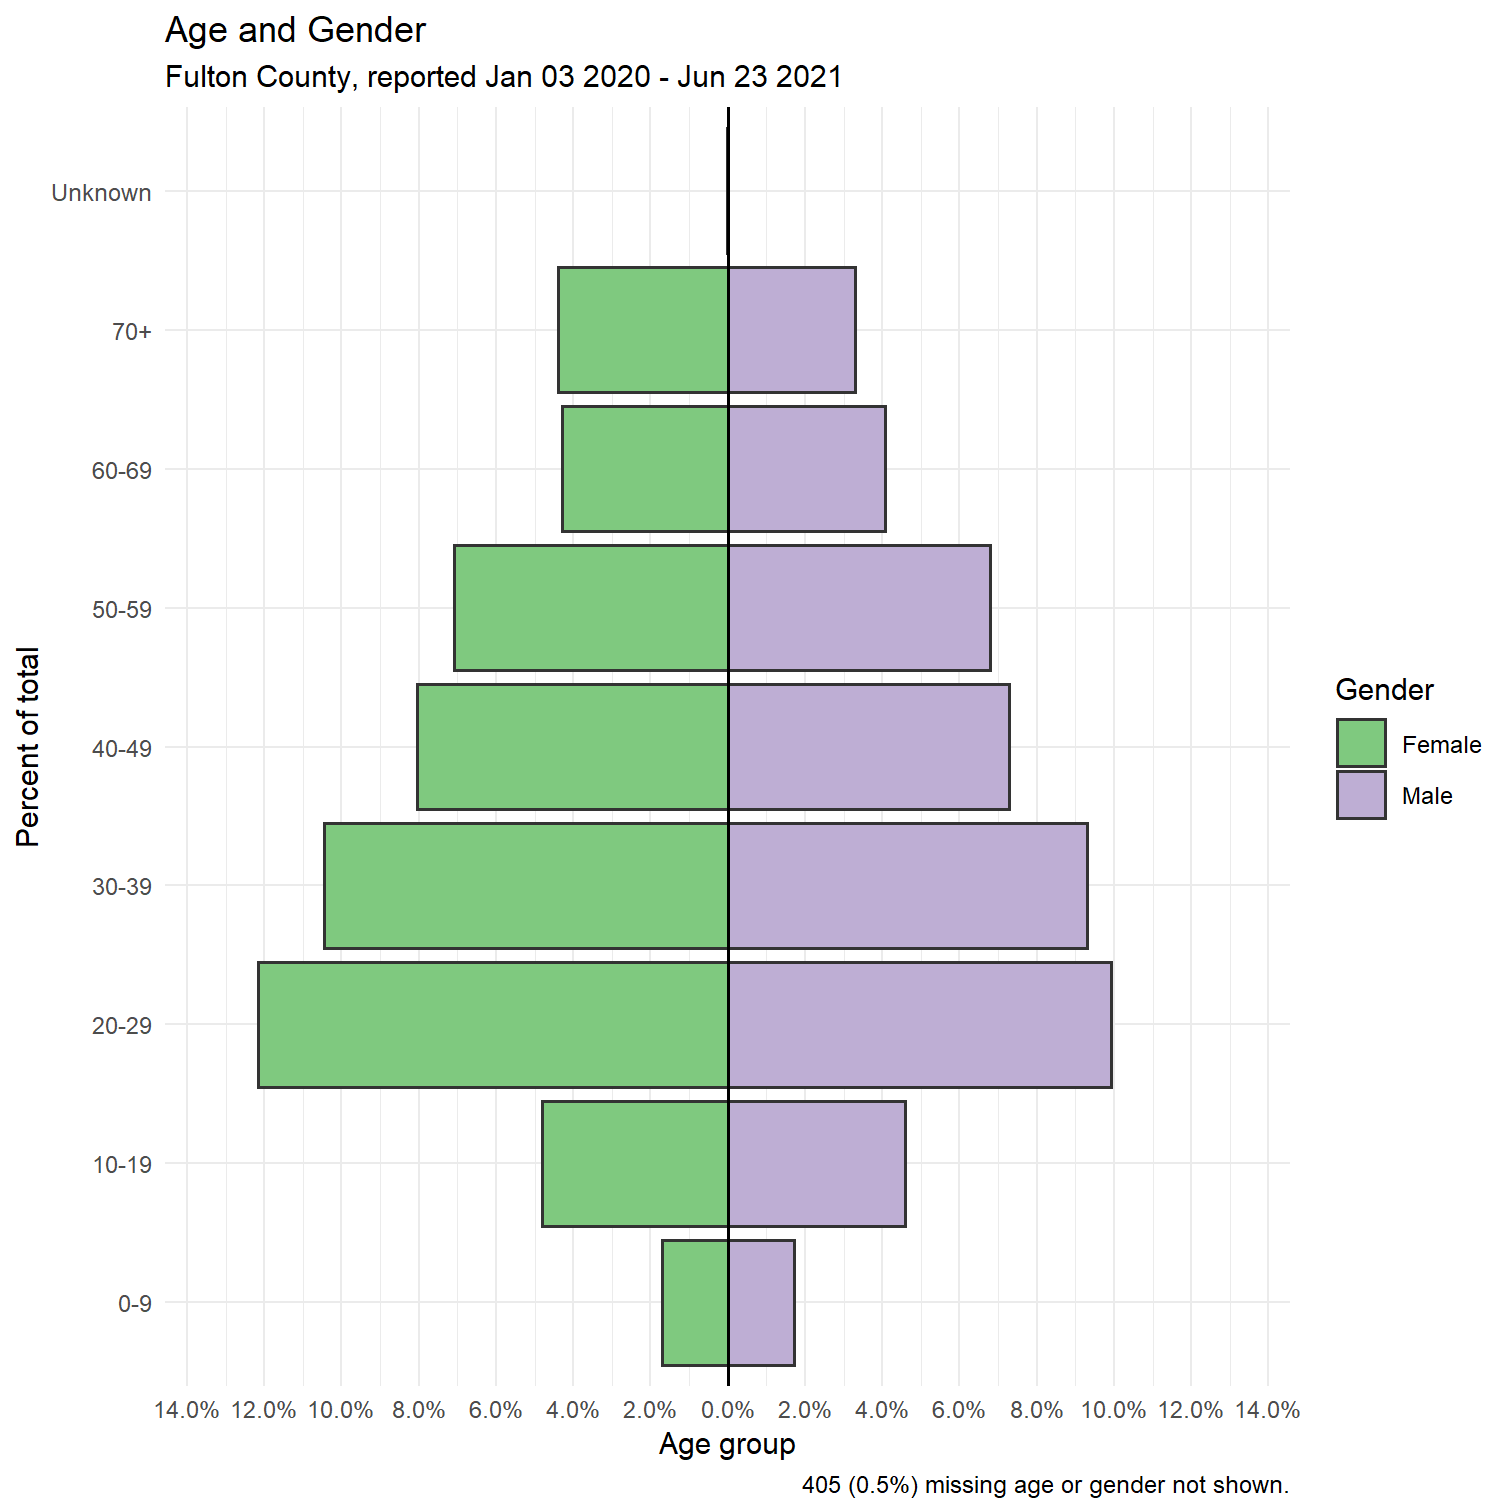 Age and Gender
Fulton County, reported Jan 03 2020 - Jun 23 2021
Unknown
70+
60-69
50-59
40-49
30-39
20-29
10-19
0-9
Percent of total
Gender
Female
Male
14.0% 12.0% 10.0% 8.0% 6.0% 4.0% 2.0% 0.0% 2.0% 4.0% 6.0% 8.0% 10.0% 12.0% 14.0%
Age group
405 (0.5%) missing age or gender not shown.